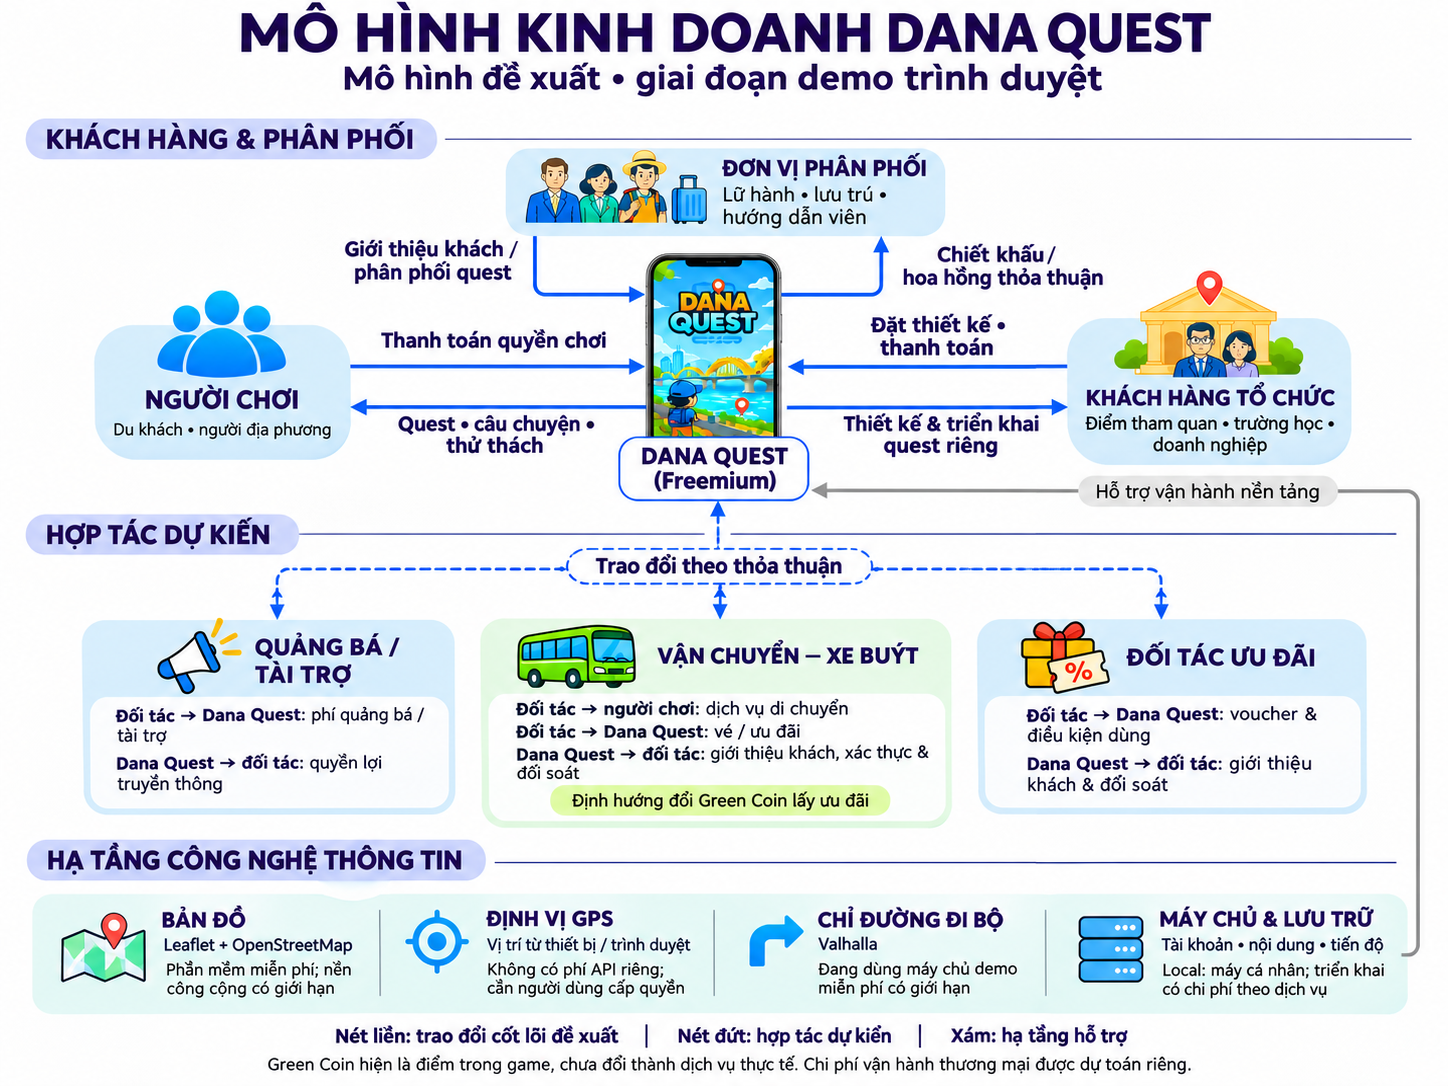 MÔ HÌNH KINH DOANH DANA QUEST
Mô hình đề xuất • giai đoạn demo trình duyệt
KHÁCH HÀNG & PHÂN PHỐI
ĐƠN VỊ PHÂN PHỐI
Lữ hành • lưu trú •
hướng dẫn viên
Giới thiệu khách /
phân phối quest
Chiết khấu /
hoa hồng thỏa thuận
DANA
QUEST
Thanh toán quyền chơi
Đặt thiết kế •
thanh toán
NGƯỜI CHƠI
Du khách • người địa phương
Quest • câu chuyện •
thử thách
Thiết kế & triển khai
quest riêng
KHÁCH HÀNG TỔ CHỨC
Điểm tham quan • trường học •
doanh nghiệp
DANA QUEST
(Freemium)
Hỗ trợ vận hành nền tảng
HỢP TÁC DỰ KIẾN
Trao đổi theo thỏa thuận
QUẢNG BÁ /
TÀI TRỢ
Đối tác → Dana Quest: phí quảng bá /
tài trợ
Dana Quest → đối tác: quyền lợi
truyền thông
VẬN CHUYỂN – XE BUÝT
Đối tác → người chơi: dịch vụ di chuyển
Đối tác → Dana Quest: vé / ưu đãi
Dana Quest → đối tác: giới thiệu khách, xác thực &
đối soát
Định hướng đổi Green Coin lấy ưu đãi
%
ĐỐI TÁC ƯU ĐÃI
Đối tác → Dana Quest: voucher &
điều kiện dùng
Dana Quest → đối tác: giới thiệu
khách & đối soát
HẠ TẦNG CÔNG NGHỆ THÔNG TIN
BẢN ĐỒ
Leaflet + OpenStreetMap
Phần mềm miễn phí; nền
công cộng có giới hạn
ĐỊNH VỊ GPS
Vị trí từ thiết bị / trình duyệt
Không có phí API riêng;
cần người dùng cấp quyền
CHỈ ĐƯỜNG ĐI BỘ
Valhalla
Đang dùng máy chủ demo
miễn phí có giới hạn
MÁY CHỦ & LƯU TRỮ
Tài khoản • nội dung • tiến độ
Local: máy cá nhân; triển khai
có chi phí theo dịch vụ
Nét liền: trao đổi cốt lõi đề xuất | Nét đứt: hợp tác dự kiến | Xám: hạ tầng hỗ trợ
Green Coin hiện là điểm trong game, chưa đổi thành dịch vụ thực tế. Chi phí vận hành thương mại được dự toán riêng.